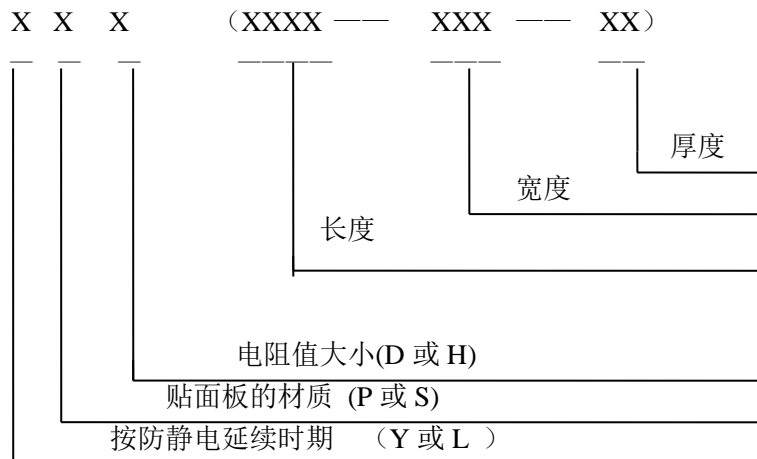 X X X （XXXX —— XXX —— XX）
厚度
宽度
长度
电阻值大小(D 或 H)
贴面板的材质 (P 或 S)
按防静电延续时期 （Y 或 L ）